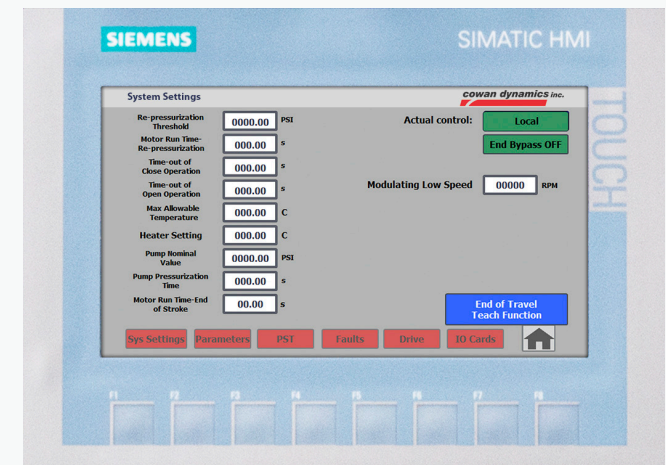 SIEMENS
SIMATIC HMI
TOUCH
System Settings
cowan dynamics inc.
Re-pressurization
Threshold
0000.00 PSI
Actual control:
Local
Motor Run Time-
Re-pressurization
000.00 s
End Bypass OFF
Time-out of
Close Operation
000.00 s
Time-out of
Open Operation
000.00 s
Modulating Low Speed
00000 RPM
Max Allowable
Temperature
000.00 C
Heater Setting
000.00 C
Pump Nominal
Value
0000.00 PSI
Pump Pressurization
Time
000.00 s
Motor Run Time-End
of Stroke
00.00 s
End of Travel
Teach Function
Sys Settings Parameters PST Faults Drive IO Cards
F1 F2 F3 F4 F5 F6 F7 F8